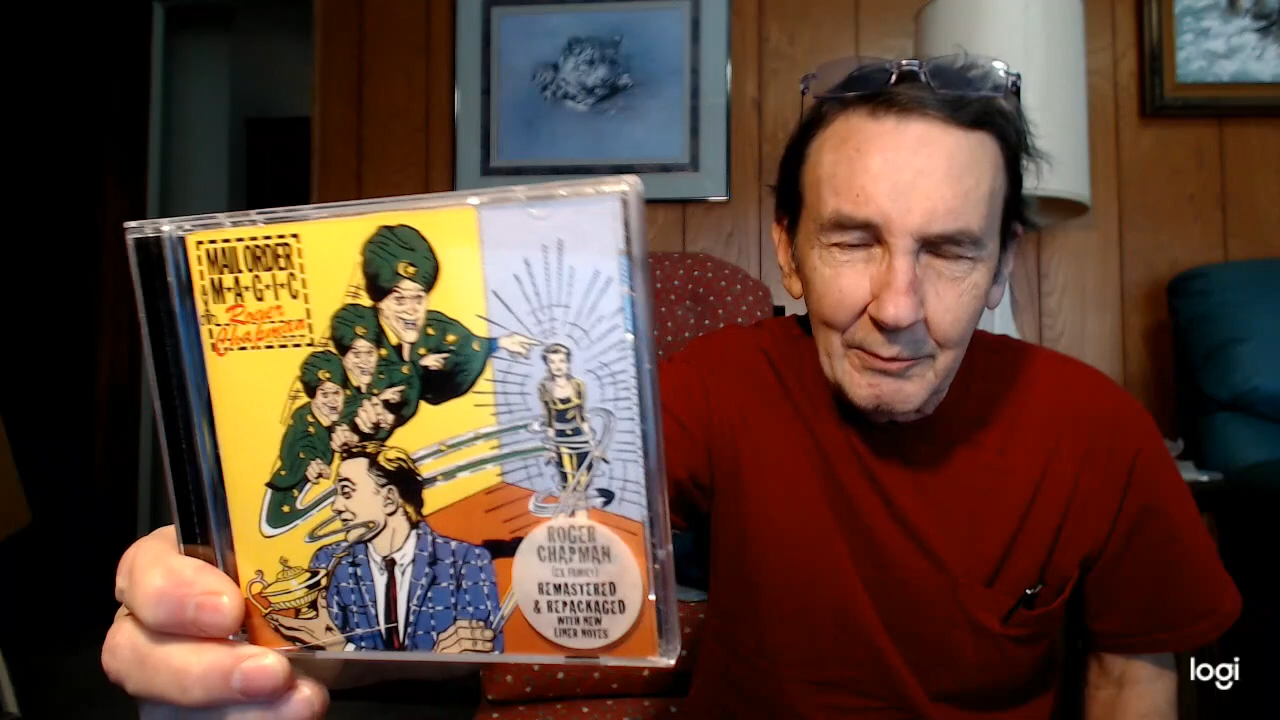 MAIL ORDER
M•A•G•I•C
Roger
Chapman
ROGER
CHAPMAN
(EX FAMILY)
REMASTERED
& REPACKAGED
WITH NEW
LINER NOTES
logi